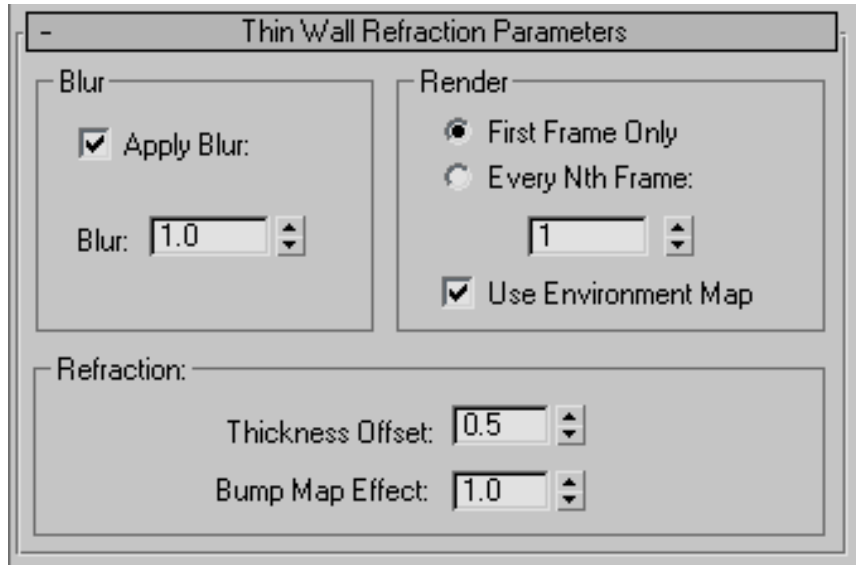 - Thin Wall Refraction Parameters
Blur
Apply Blur:
Blur: 1.0
Render
First Frame Only
Every Nth Frame:
1
Use Environment Map
Refraction:
Thickness Offset: 0.5
Bump Map Effect: 1.0